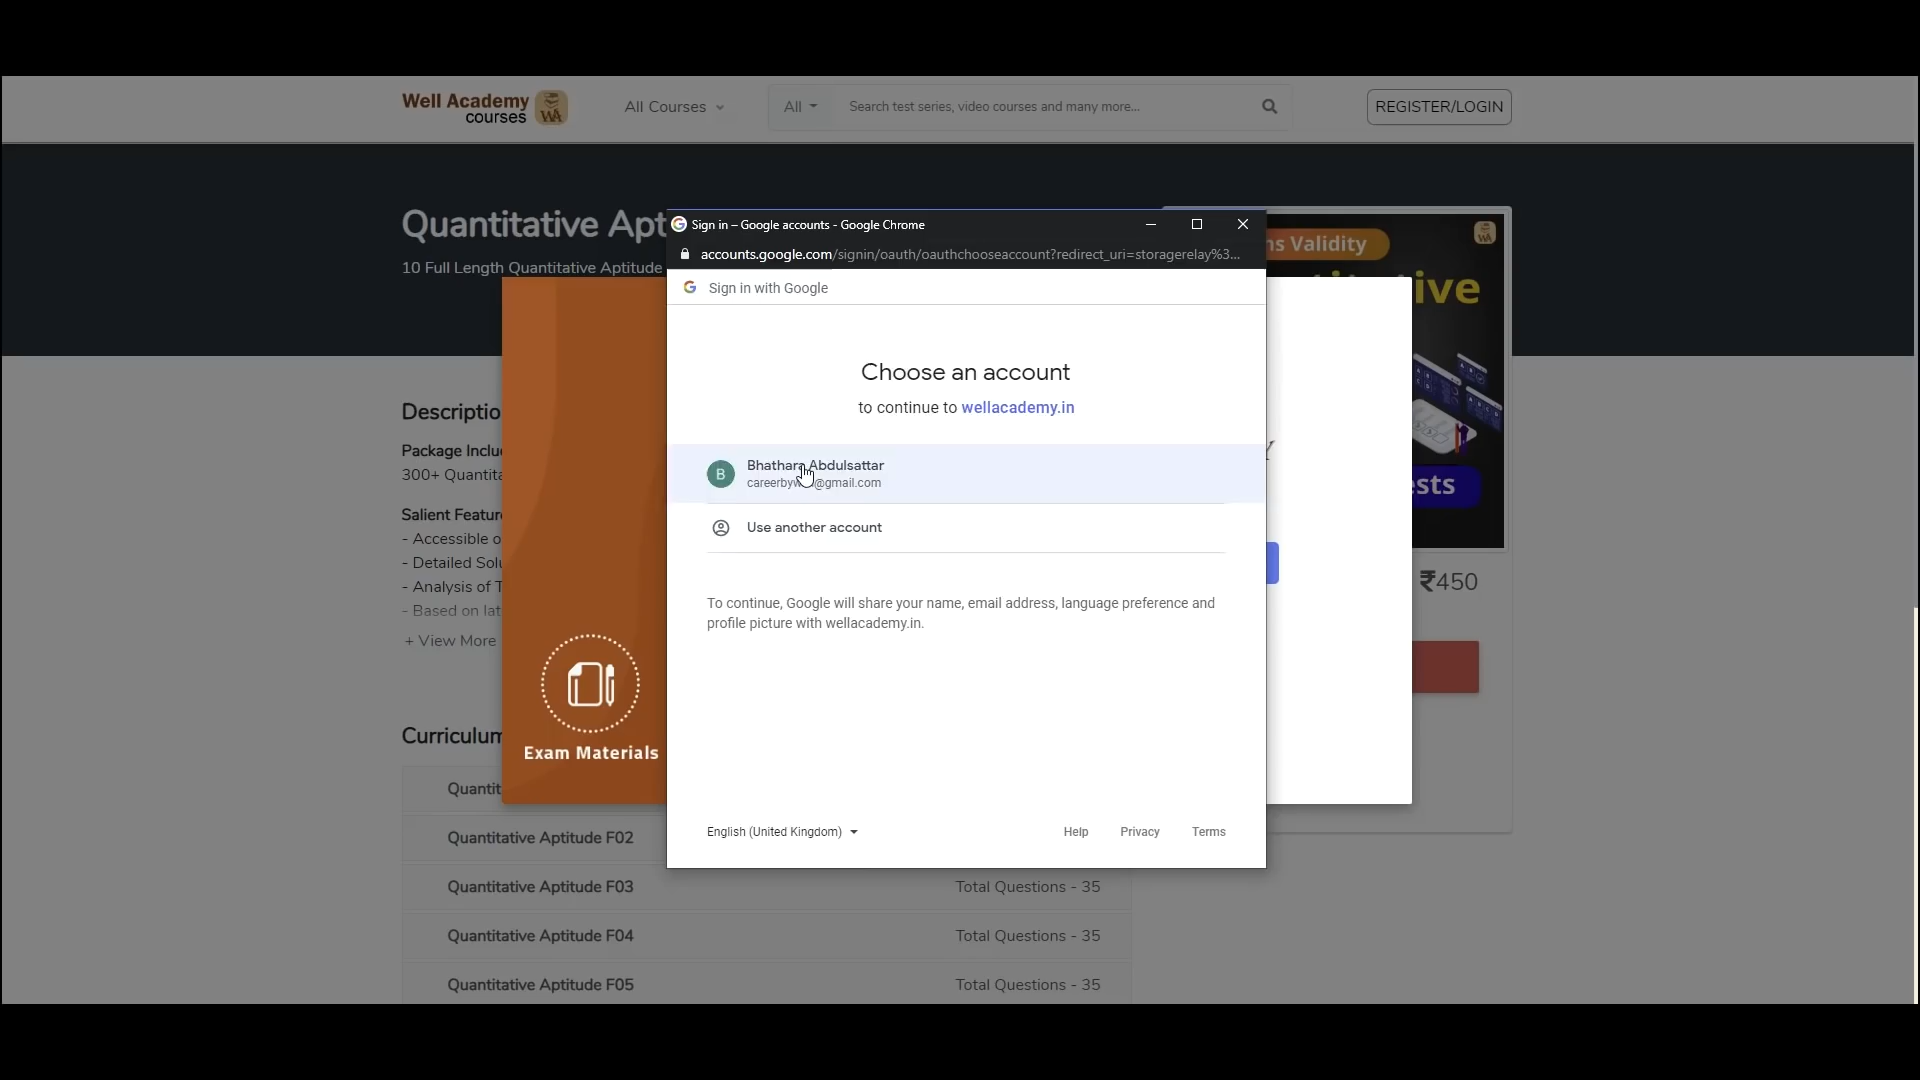 Well Academy
courses
WA
All Courses
All
Search test series, video courses and many more...
REGISTER/LOGIN
Quantitative Apt
10 Full Length Quantitative Aptitude
ns Validity
ive
ests
₹450
Descriptio
Package Inclu
300+ Quantita
Salient Featur
- Accessible o
- Detailed Solu
- Analysis of T
- Based on lat
+ View More
Exam Materials
Curriculum
Quantit
Quantitative Aptitude F02
Quantitative Aptitude F03
Total Questions - 35
Quantitative Aptitude F04
Total Questions - 35
Quantitative Aptitude F05
Total Questions - 35
Sign in – Google accounts - Google Chrome
accounts.google.com/signin/oauth/oauthchooseaccount?redirect_uri=storagerelay%3...
Sign in with Google
Choose an account
to continue to wellacademy.in
B
Bhathara Abdulsattar
@gmail.com
Use another account
To continue, Google will share your name, email address, language preference and
profile picture with wellacademy.in.
English (United Kingdom)
Help
Privacy
Terms